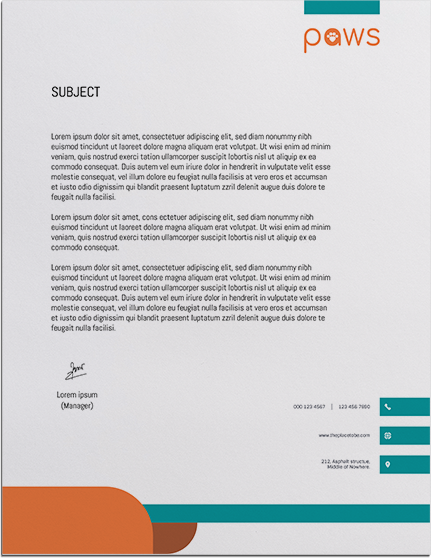 paws
SUBJECT
Lorem ipsum dolor sit amet, consectetuer adipiscing elit, sed diam nonummy nibh
euismod tincidunt ut laoreet dolore magna aliquam erat volutpat. Ut wisi enim ad minim
veniam, quis nostrud exerci tation ullamcorper suscipit lobortis nisl ut aliquip ex ea
commodo consequat. Duis autem vel eum iriure dolor in hendrerit in vulputate velit esse
molestie consequat, vel illum dolore eu feugiat nulla facilisis at vero eros et accumsan
et iusto odio dignissim qui blandit praesent luptatum zzril delenit augue duis dolore te
feugait nulla facilisi.
Lorem ipsum dolor sit amet, cons ectetuer adipiscing elit, sed diam nonummy nibh
euismod tincidunt ut laoreet dolore magna aliquam erat volutpat. Ut wisi enim ad minim
veniam, quis nostrud exerci tation ullamcorper suscipit lobortis nisl ut aliquip ex ea
commodo consequat.
Lorem ipsum dolor sit amet, consectetuer adipiscing elit, sed diam nonummy nibh
euismod tincidunt ut laoreet dolore magna aliquam erat volutpat. Ut wisi enim ad minim
veniam, quis nostrud exerci tation ullamcorper suscipit lobortis nisl ut aliquip ex ea
commodo consequat. Duis autem vel eum iriure dolor in hendrerit in vulputate velit esse
molestie consequat, vel illum dolore eu feugiat nulla facilisis at vero eros et accumsan
et iusto odio dignissim qui blandit praesent luptatum zzril delenit augue duis dolore te
feugait nulla facilisi.
Lorem ipsum
(Manager)
000 123 4567 | 123 456 7890
www.theplacetobe.com
212, Asphalt structue,
Middle of Nowhere.